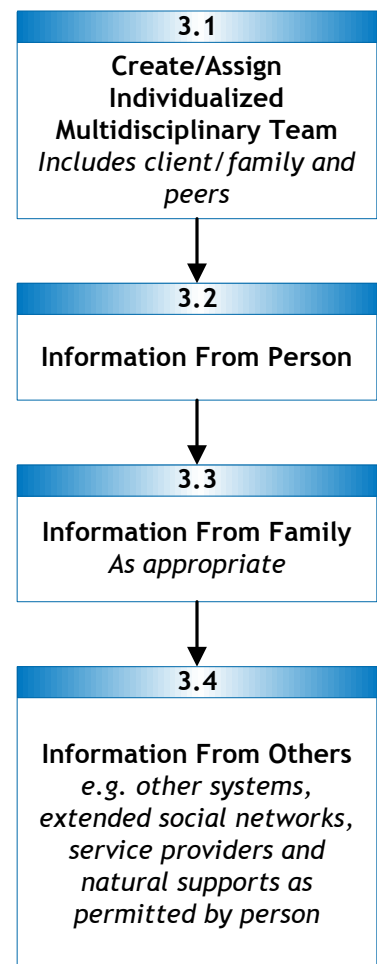 3.1
Create/Assign
Individualized
Multidisciplinary Team
Includes client/family and
peers
3.2
Information From Person
3.3
Information From Family
As appropriate
3.4
Information From Others
e.g. other systems,
extended social networks,
service providers and
natural supports as
permitted by person